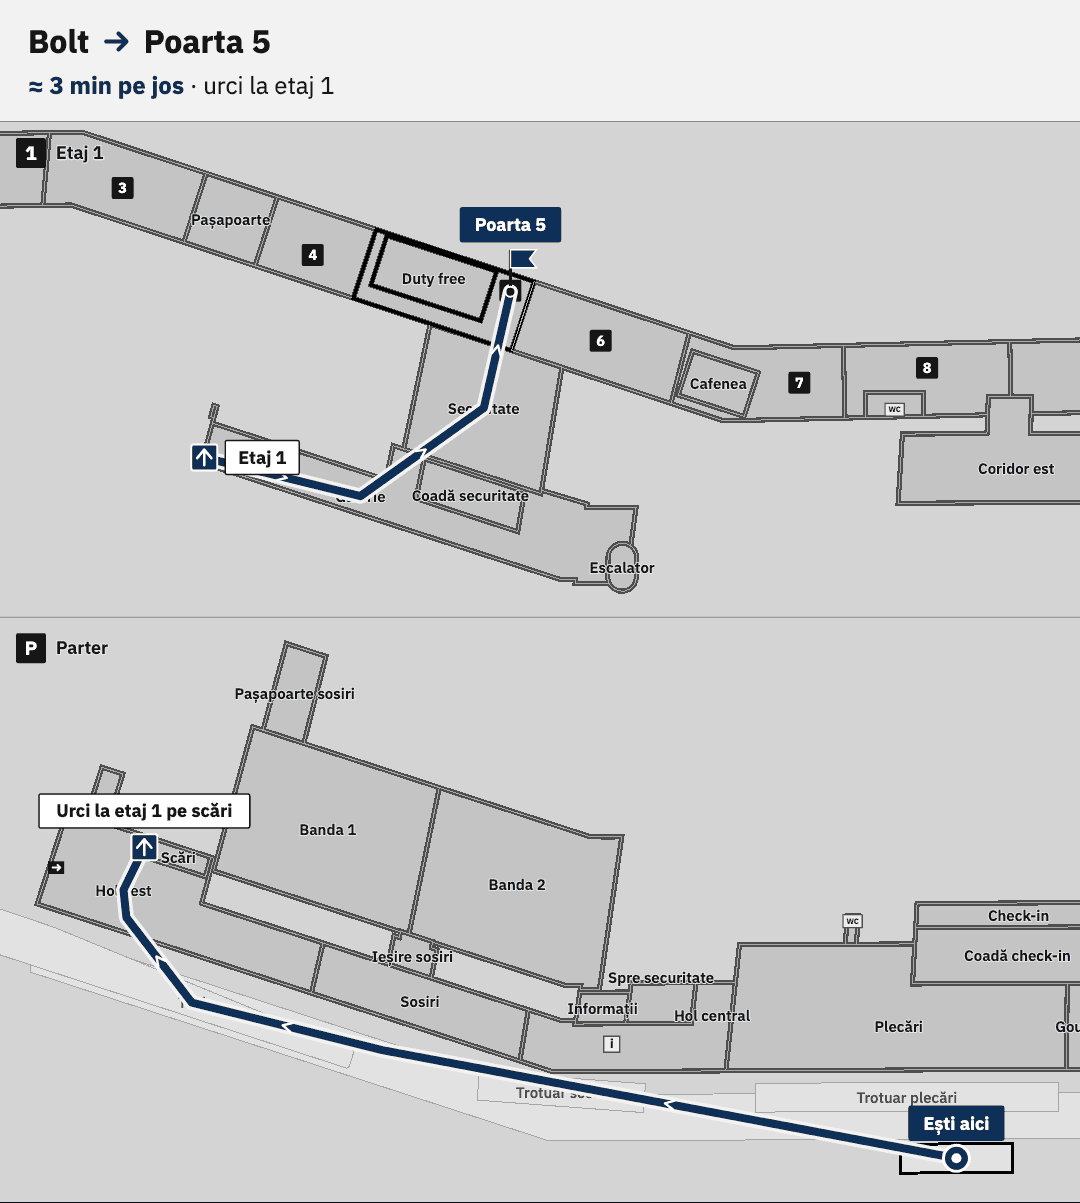 Bolt → Poarta 5
≈ 3 min pe jos · urci la etaj 1
1 Etaj 1
3
Pașapoarte
4
Duty free
Poarta 5
6
Cafenea
7
8
wc
Coridor est
Etaj 1
Coadă securitate
Escalator
P Parter
Pașapoarte sosiri
Urci la etaj 1 pe scări
Scări
Banda 1
Banda 2
Ieșire sosiri
Sosiri
Spre securitate
Informații
Hol central
i
wc
Check-in
Coadă check-in
Plecări
Trotuar
Trotuar plecări
Ești aici